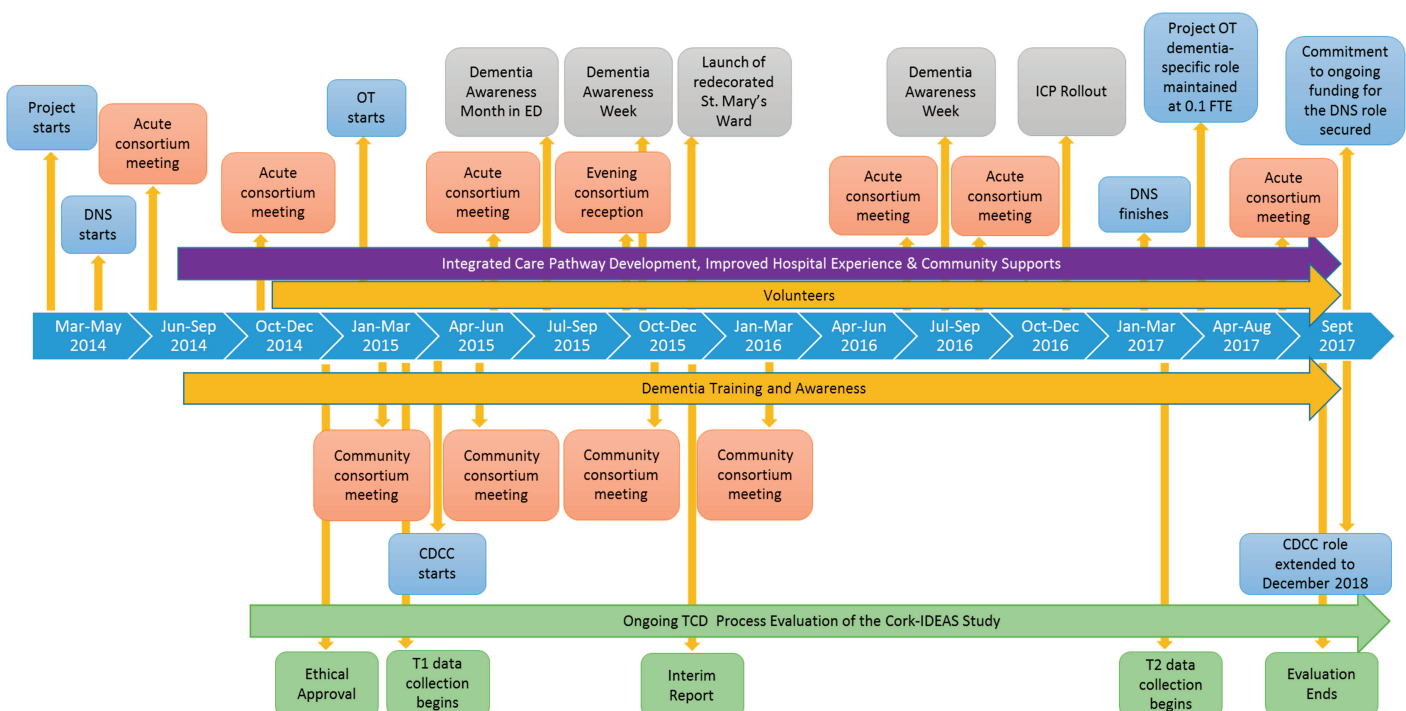 Project
starts
Acute
consortium
meeting
DNS
starts
Acute
consortium
meeting
OT
starts
Dementia
Awareness
Month in ED
Acute
consortium
meeting
Dementia
Awareness
Week
Evening
consortium
reception
Launch of
redecorated
St. Mary's
Ward
Dementia
Awareness
Week
Acute
consortium
meeting
Acute
consortium
meeting
ICP Rollout
DNS
finishes
Project OT
dementia-
specific role
maintained
at 0.1 FTE
Acute
consortium
meeting
Commitment
to ongoing
funding for
the DNS role
secured
Integrated Care Pathway Development, Improved Hospital Experience & Community Supports
Volunteers
Mar-May
2014
Jun-Sep
2014
Oct-Dec
2014
Jan-Mar
2015
Apr-Jun
2015
Jul-Sep
2015
Oct-Dec
2015
Jan-Mar
2016
Apr-Jun
2016
Jul-Sep
2016
Oct-Dec
2016
Jan-Mar
2017
Apr-Aug
2017
Sept
2017
Dementia Training and Awareness
Community
consortium
meeting
Community
consortium
meeting
Community
consortium
meeting
Community
consortium
meeting
CDCC
starts
CDCC role
extended to
December 2018
Ongoing TCD Process Evaluation of the Cork-IDEAS Study
Ethical
Approval
T1 data
collection
begins
Interim
Report
T2 data
collection
begins
Evaluation
Ends